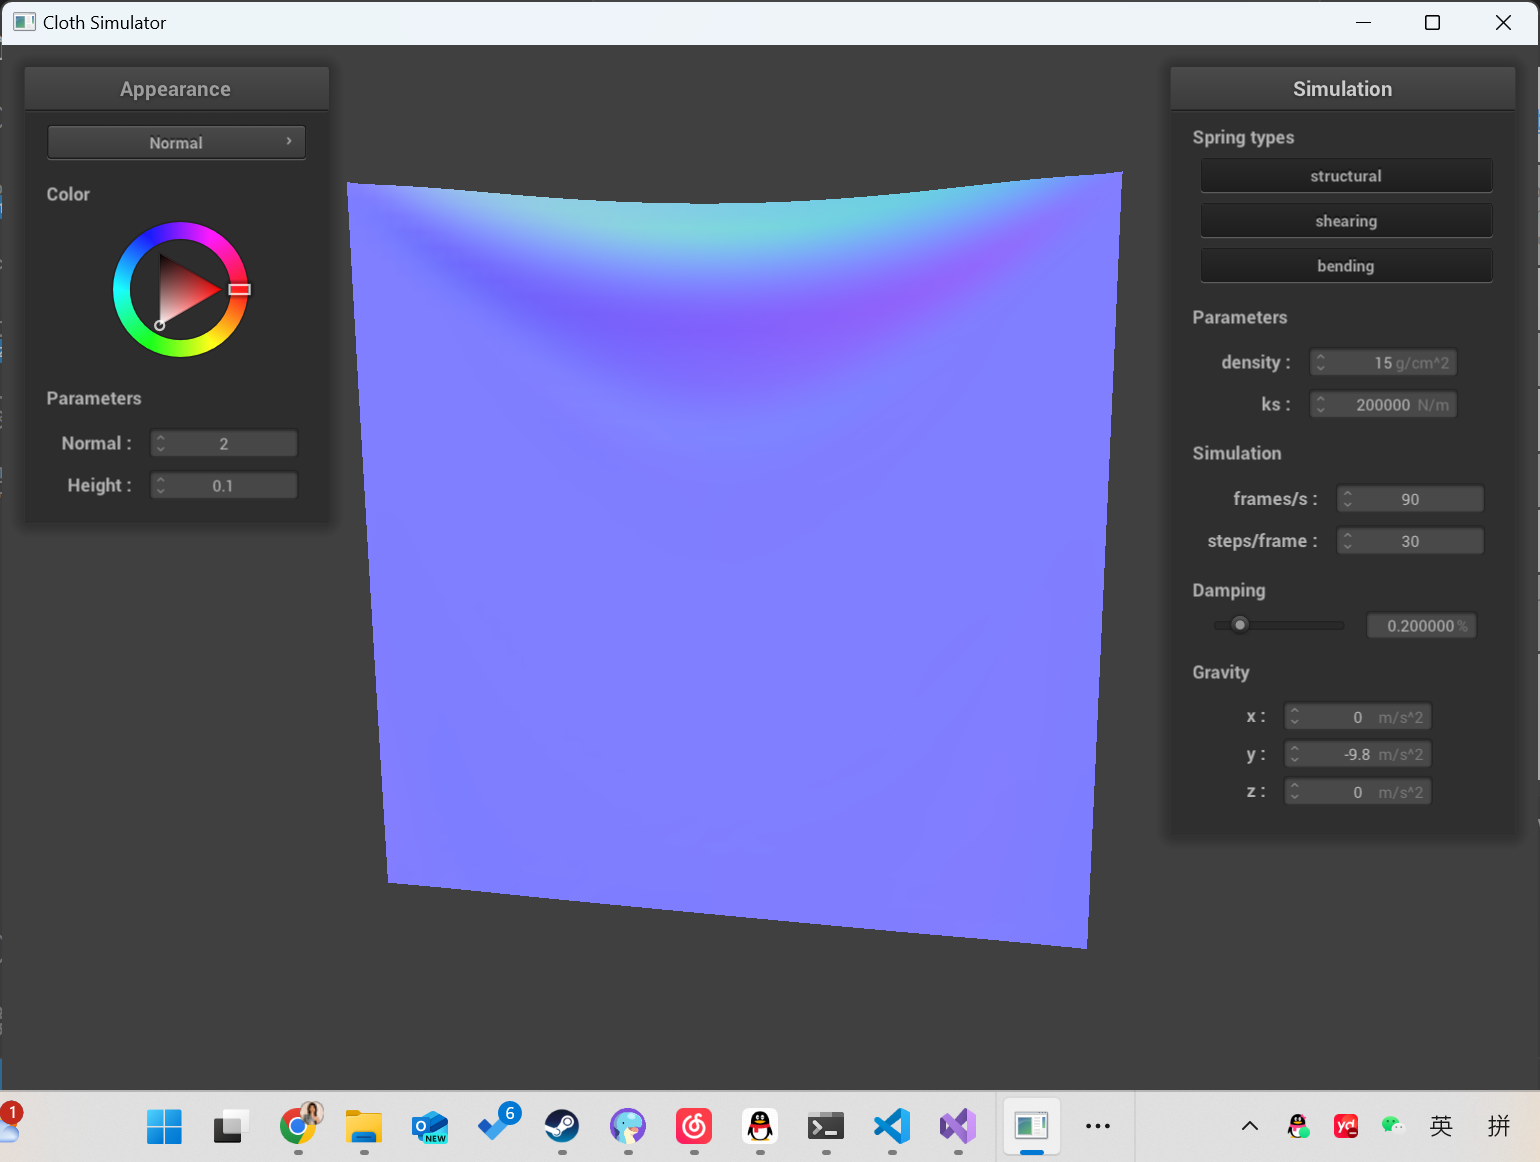 Cloth Simulator
Appearance
Normal
Color
Parameters
Normal : 2
Height : 0.1
Simulation
Spring types
structural
shearing
bending
Parameters
density : 15 g/cm^2
ks : 200000 N/m
Simulation
frames/s : 90
steps/frame : 30
Damping
0.200000 %
Gravity
x : 0 m/s^2
y : -9.8 m/s^2
z : 0 m/s^2
1
NEW
6
yd
英
拼